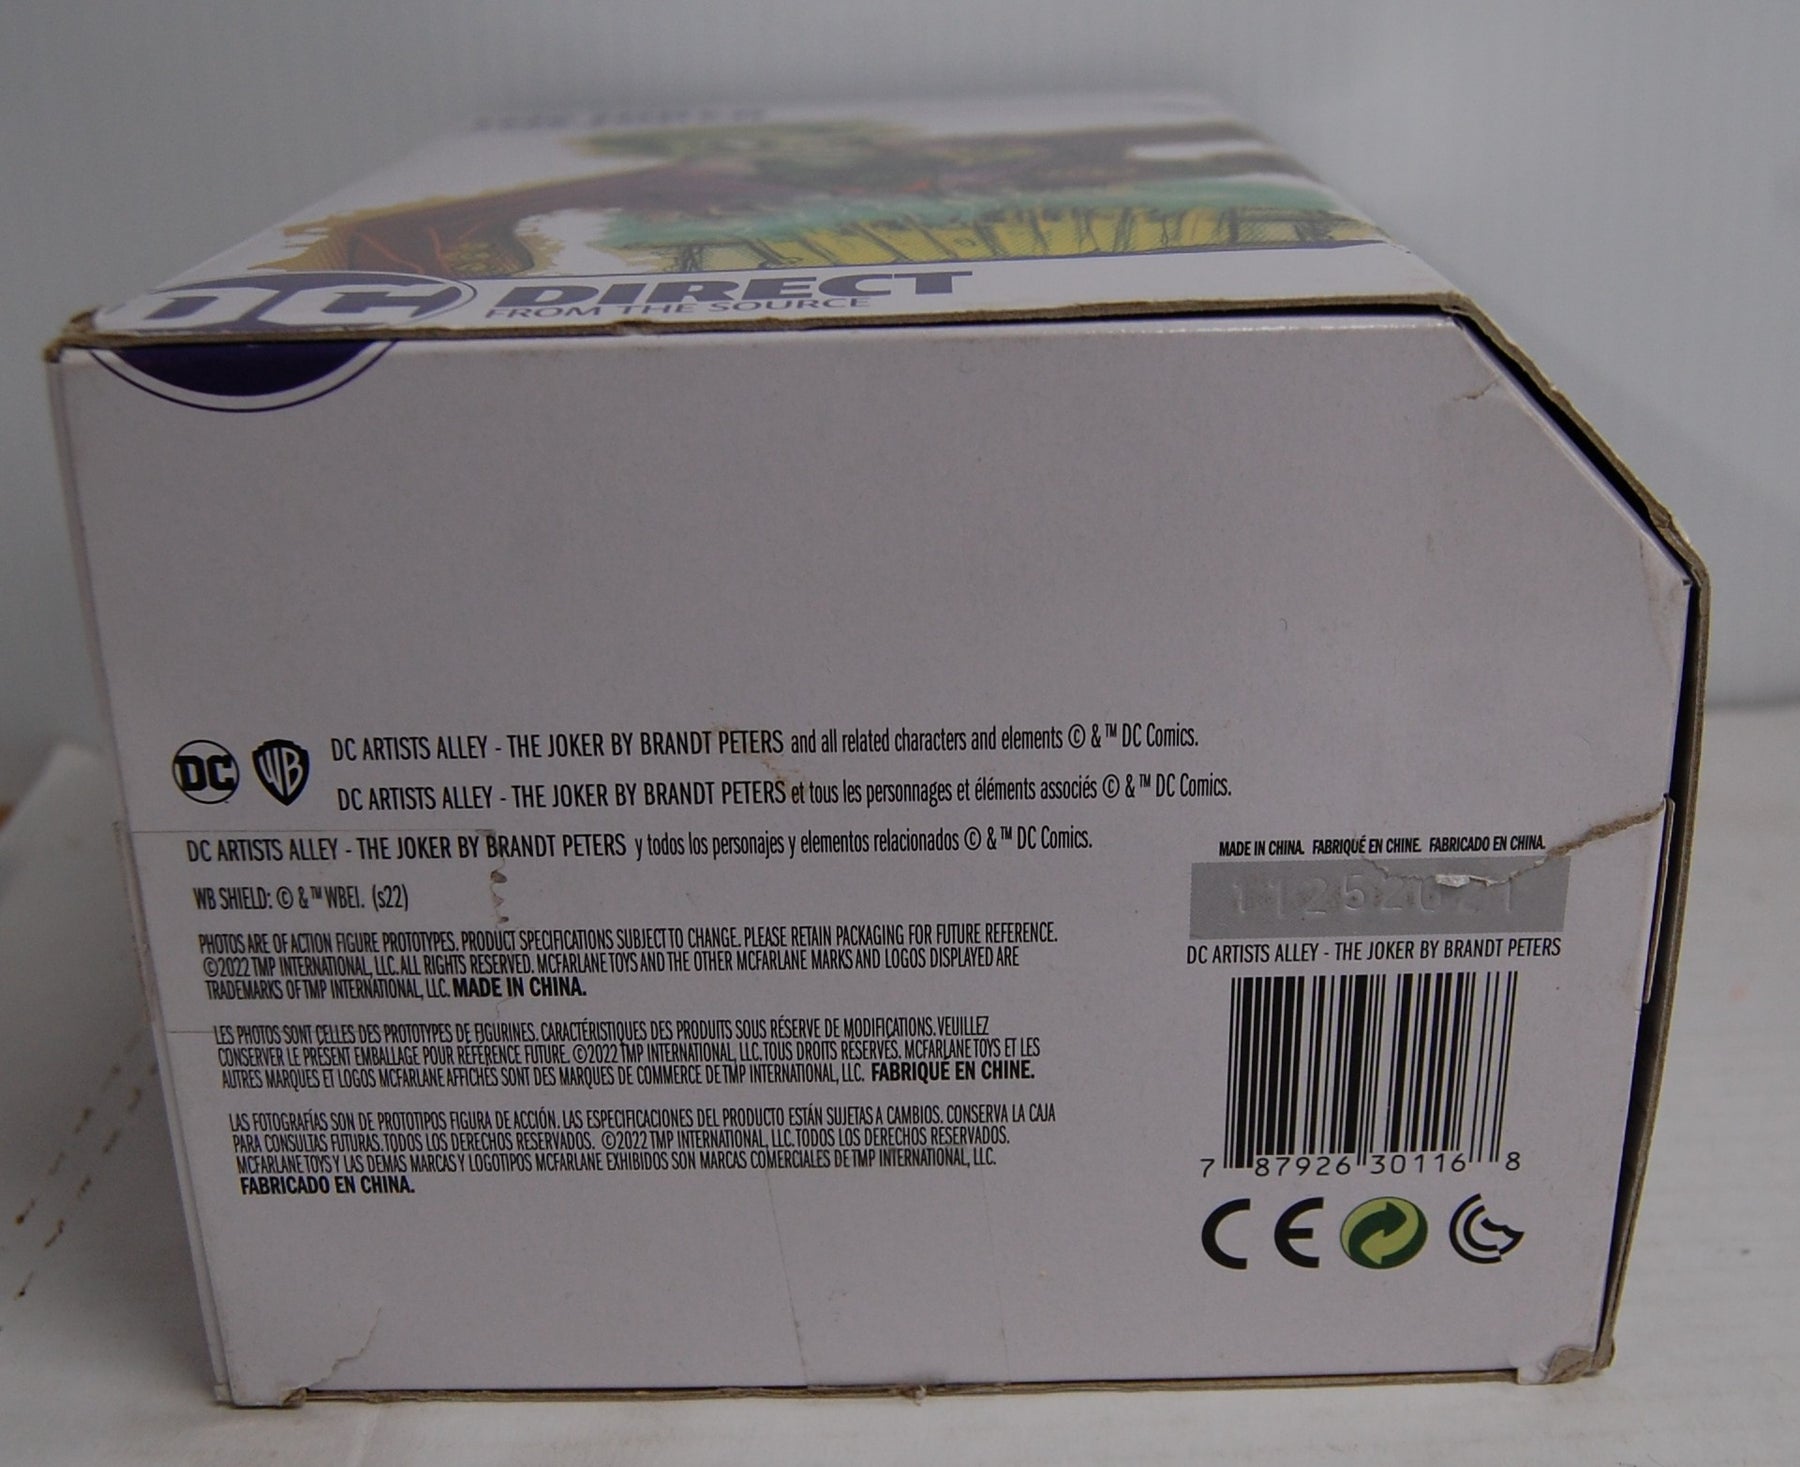 DC DIRECT
FROM THE SOURCE
DC WB DC ARTISTS ALLEY - THE JOKER BY BRANDT PETERS and all related characters and elements © & ™ DC Comics.
DC ARTISTS ALLEY - THE JOKER BY BRANDT PETERS et tous les personnages et éléments associés © & ™ DC Comics.
DC ARTISTS ALLEY - THE JOKER BY BRANDT PETERS y todos los personajes y elementos relacionados © & ™ DC Comics.
WB SHIELD: © & ™ WBEI. (s22)
PHOTOS ARE OF ACTION FIGURE PROTOTYPES. PRODUCT SPECIFICATIONS SUBJECT TO CHANGE. PLEASE RETAIN PACKAGING FOR FUTURE REFERENCE.
©2022 TMP INTERNATIONAL, LLC. ALL RIGHTS RESERVED. MCFARLANE TOYS AND THE OTHER MCFARLANE MARKS AND LOGOS DISPLAYED ARE
TRADEMARKS OF TMP INTERNATIONAL, LLC. MADE IN CHINA.
LES PHOTOS SONT CELLES DES PROTOTYPES DE FIGURINES. CARACTÉRISTIQUES DES PRODUITS SOUS RÉSERVE DE MODIFICATIONS. VEUILLEZ
CONSERVER LE PRÉSENT EMBALLAGE POUR RÉFÉRENCE FUTURE. ©2022 TMP INTERNATIONAL, LLC. TOUS DROITS RÉSERVÉS. MCFARLANE TOYS ET LES
AUTRES MARQUES ET LOGOS MCFARLANE AFFICHÉS SONT DES MARQUES DE COMMERCE DE TMP INTERNATIONAL, LLC. FABRIQUÉ EN CHINE.
LAS FOTOGRAFÍAS SON DE PROTOTIPOS FIGURA DE ACCIÓN. LAS ESPECIFICACIONES DEL PRODUCTO ESTÁN SUJETAS A CAMBIOS. CONSERVA LA CAJA
PARA CONSULTAS FUTURAS. TODOS LOS DERECHOS RESERVADOS. ©2022 TMP INTERNATIONAL, LLC. TODOS LOS DERECHOS RESERVADOS.
MCFARLANE TOYS Y LAS DEMÁS MARCAS Y LOGOTIPOS MCFARLANE EXHIBIDOS SON MARCAS COMERCIALES DE TMP INTERNATIONAL, LLC.
FABRICADO EN CHINA.
MADE IN CHINA. FABRIQUÉ EN CHINE. FABRICADO EN CHINA.
11252021
DC ARTISTS ALLEY - THE JOKER BY BRANDT PETERS
7 87926 30116 8
CE